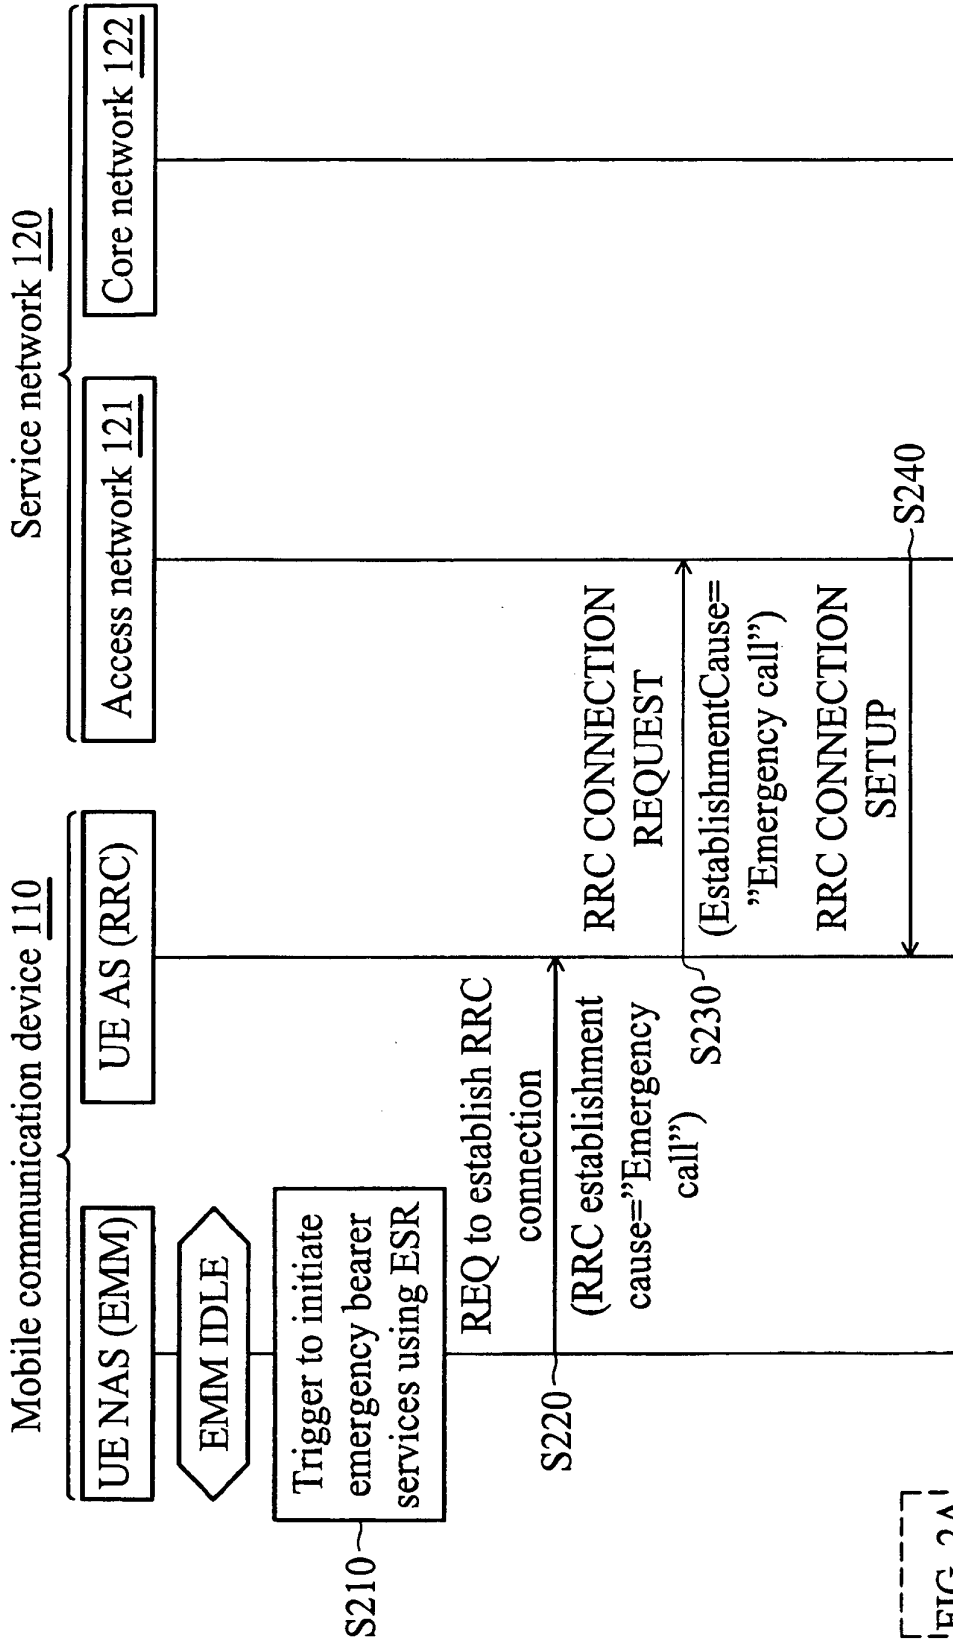 Mobile communication device 110
Service network 120
UE NAS (EMM)
UE AS (RRC)
Access network 121
Core network 122
EMM IDLE
S210
Trigger to initiate
emergency bearer
services using ESR
REQ to establish RRC
connection
S220
(RRC establishment
cause="Emergency
call")
RRC CONNECTION
REQUEST
S230
(EstablishmentCause=
"Emergency call")
RRC CONNECTION
SETUP
S240
FIG. 2A